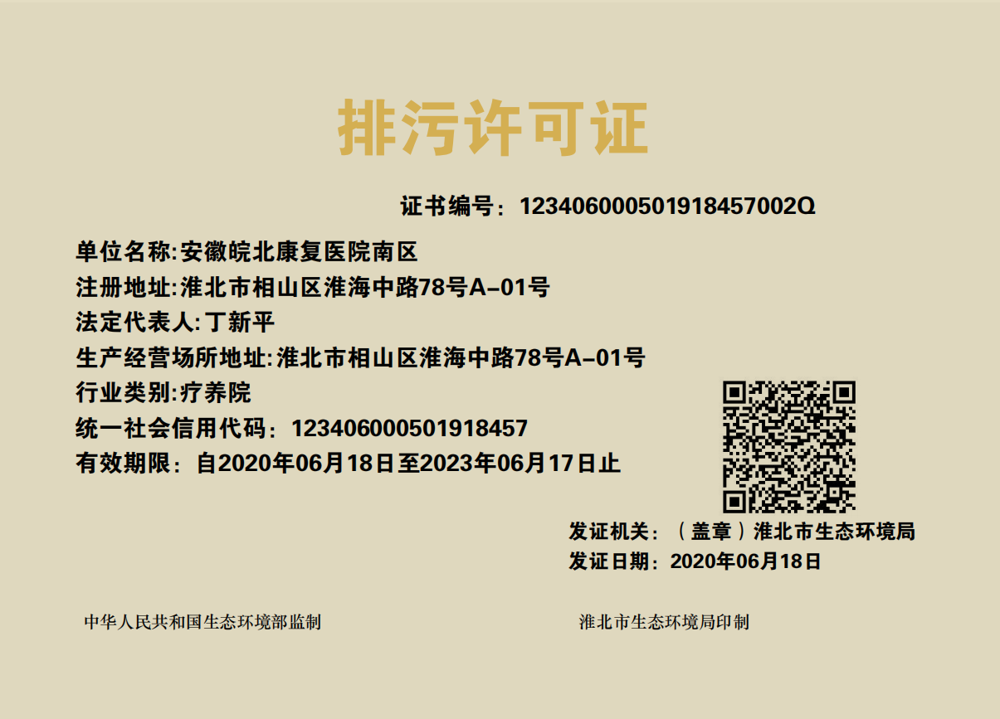 排污许可证
证书编号：123406000501918457002Q
单位名称:安徽皖北康复医院南区
注册地址:淮北市相山区淮海中路78号A-01号
法定代表人:丁新平
生产经营场所地址:淮北市相山区淮海中路78号A-01号
行业类别:疗养院
统一社会信用代码：123406000501918457
有效期限：自2020年06月18日至2023年06月17日止
发证机关：（盖章）淮北市生态环境局
发证日期：2020年06月18日
中华人民共和国生态环境部监制
淮北市生态环境局印制